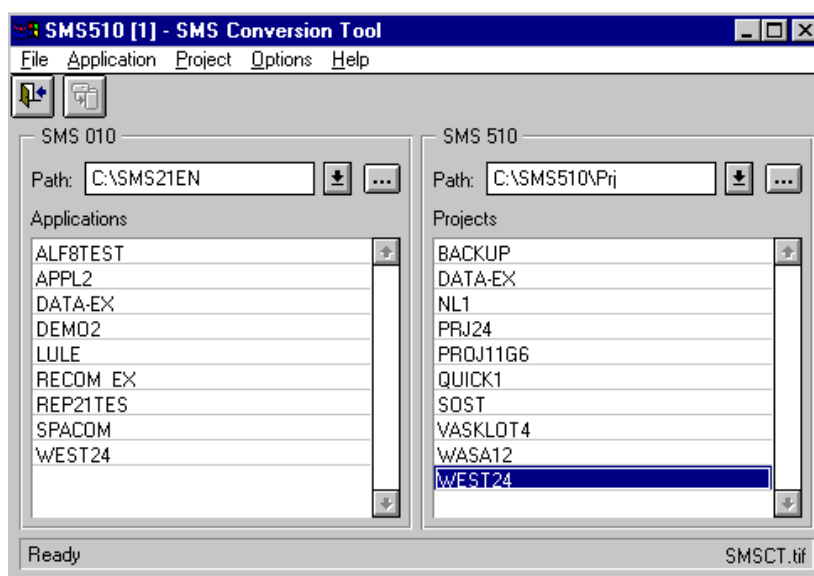 SMS510 [1] - SMS Conversion Tool
File Application Project Options Help
SMS 010
Path: C:\SMS21EN ...
Applications
ALF8TEST
APPL2
DATA-EX
DEMO2
LULE
RECOM_EX
REP21TES
SPACOM
WEST24
SMS 510
Path: C:\SMS510\Prj ...
Projects
BACKUP
DATA-EX
NL1
PRJ24
PROJ11G6
QUICK1
SOST
VASKLOT4
WASA12
WEST24
Ready SMSCT.tif